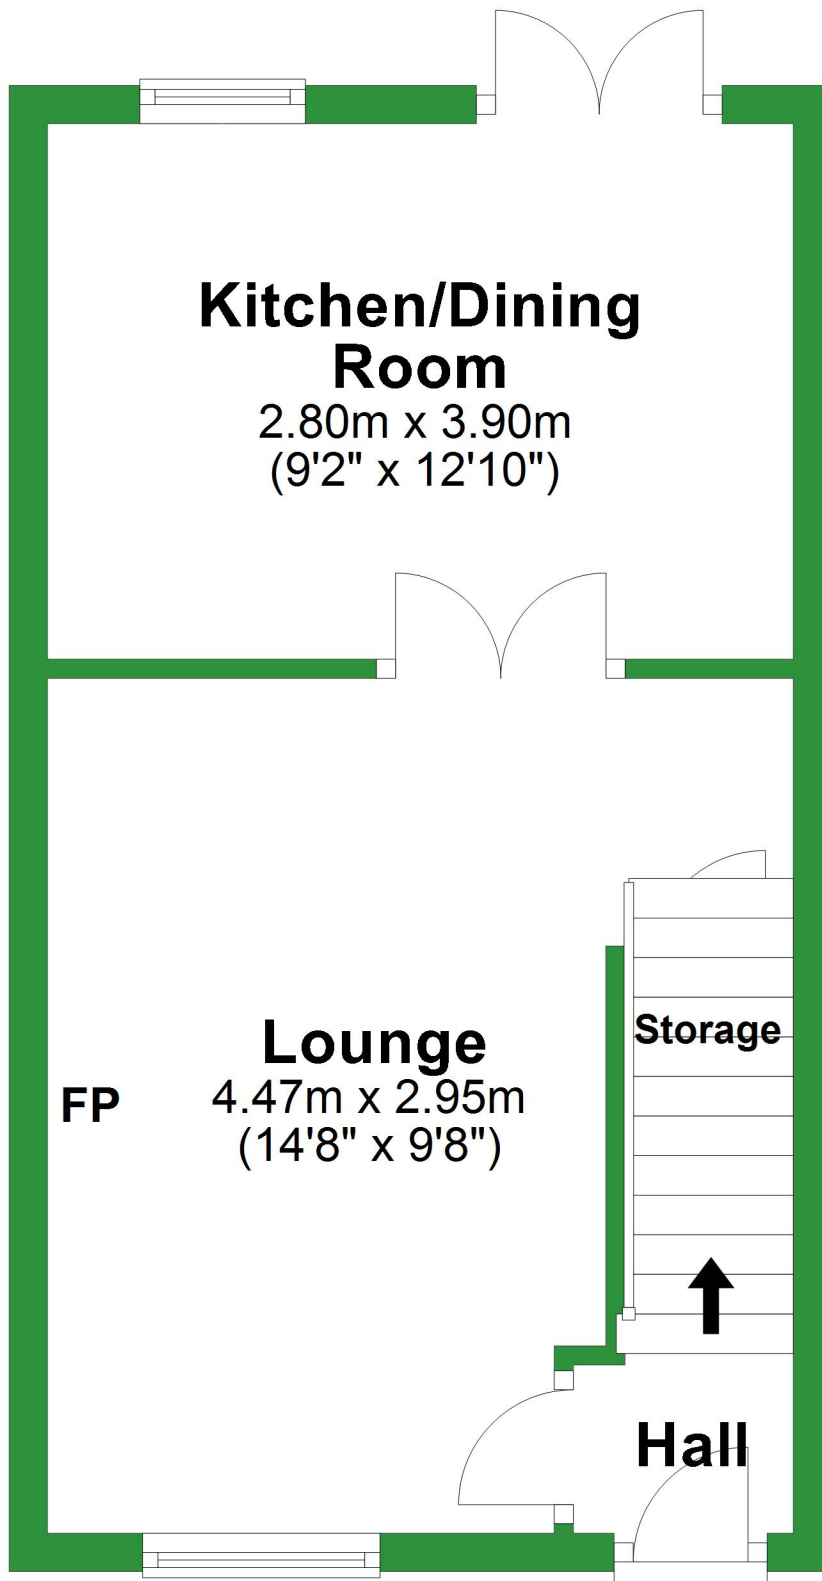 Kitchen/Dining
Room
2.80m x 3.90m
(9'2" x 12'10")
Storage
Lounge
FP
4.47m x 2.95m
(14'8" x 9'8")
Hall